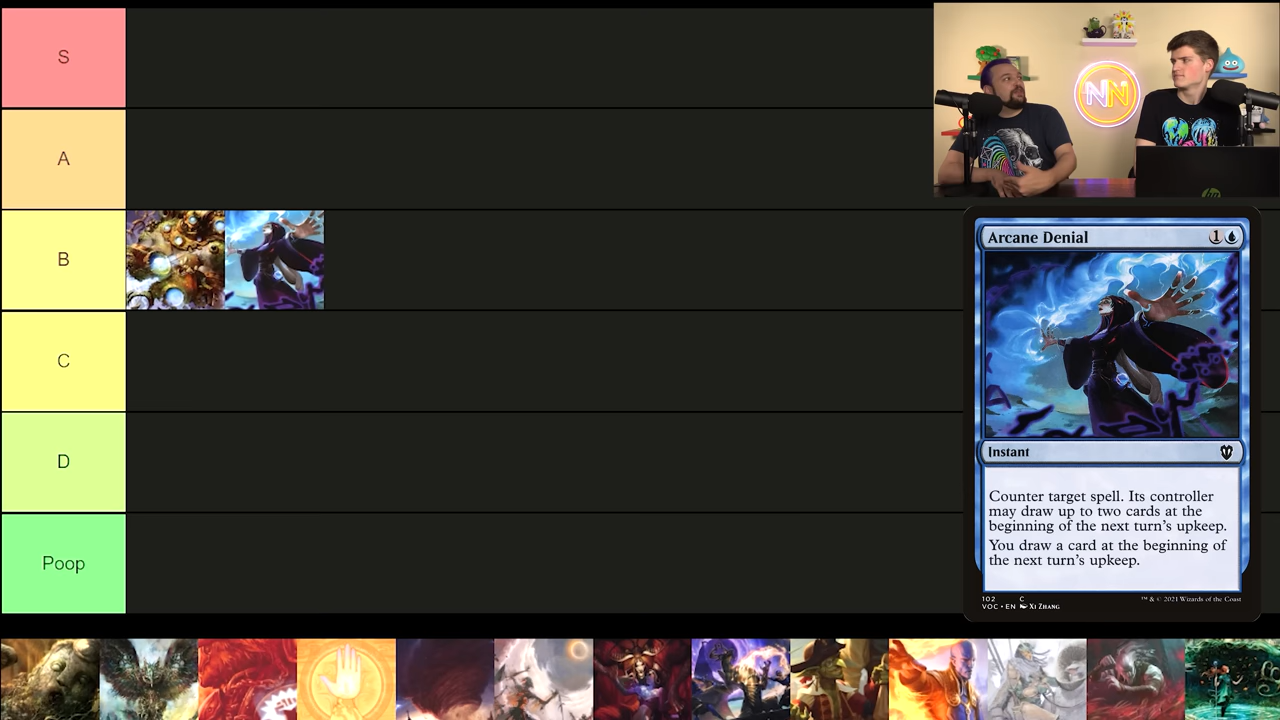 S
A
B
C
D
Poop
NN
hp
Arcane Denial 1
Instant
Counter target spell. Its controller
may draw up to two cards at the
beginning of the next turn's upkeep.
You draw a card at the beginning of
the next turn's upkeep.
102 C
VOC • EN Xi Zhang
™ & © 2021 Wizards of the Coast